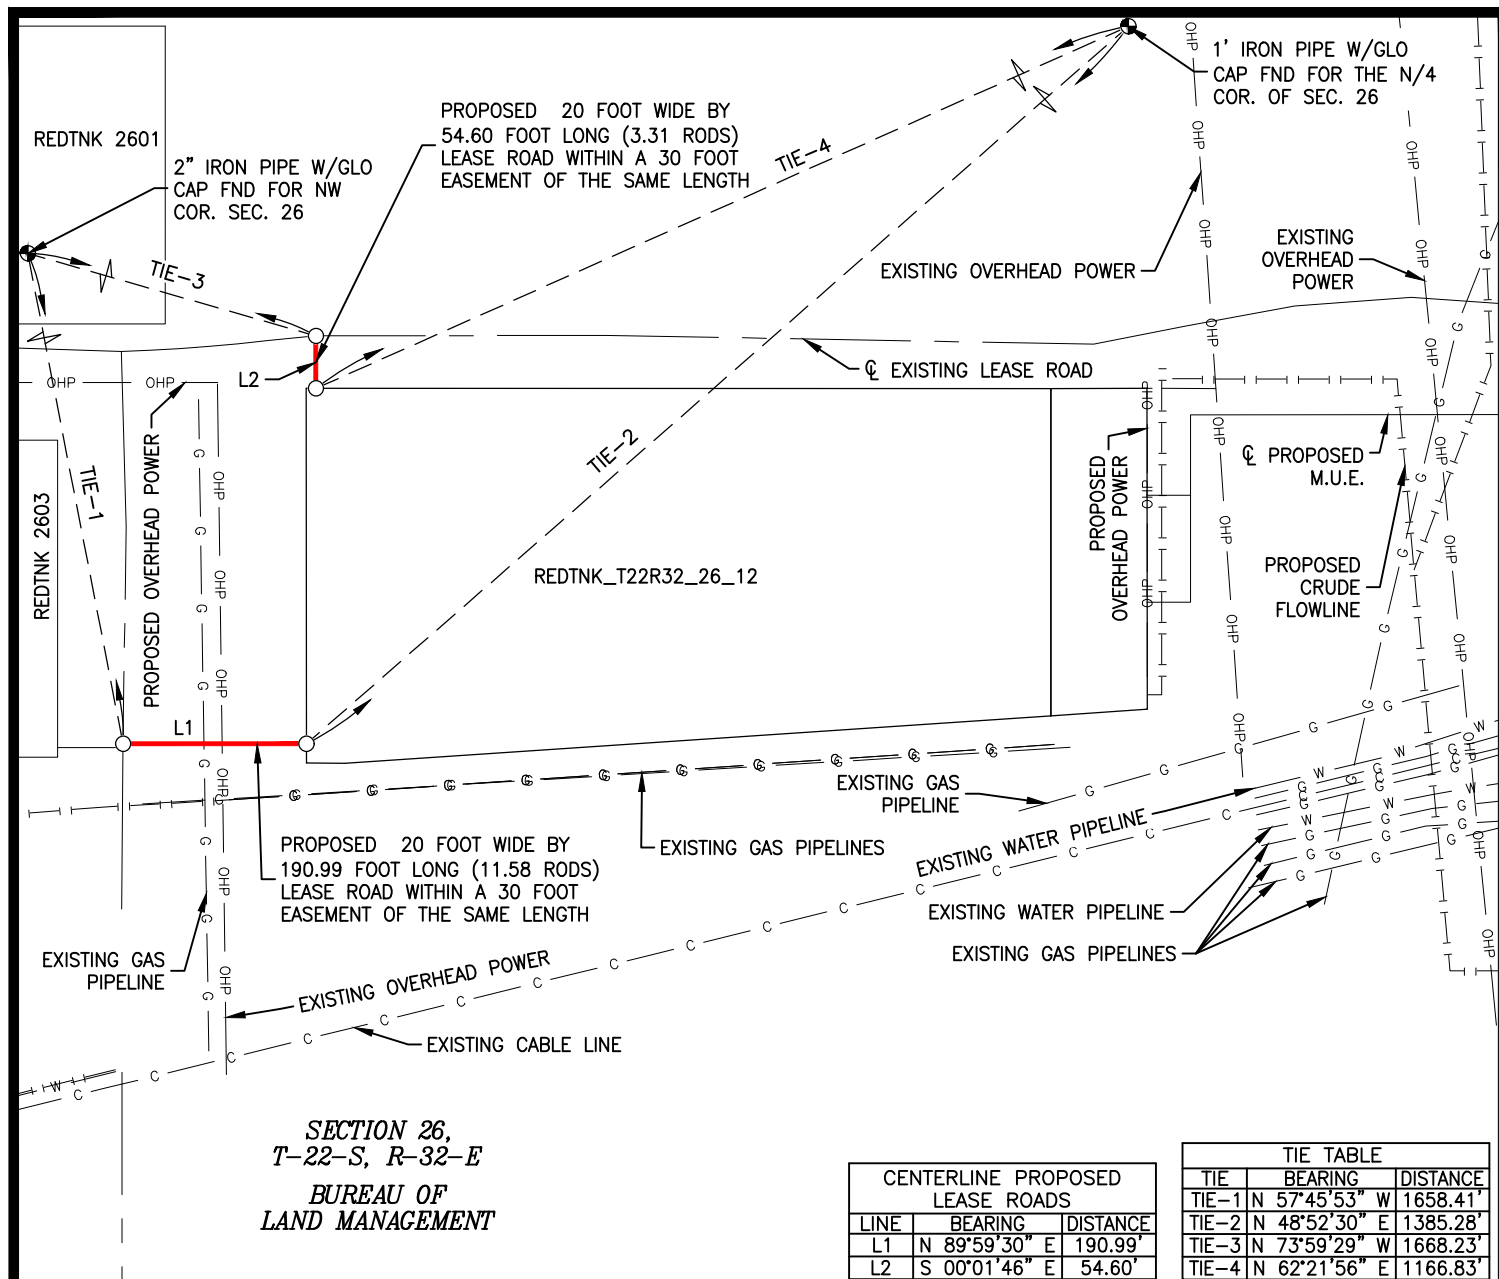 1' IRON PIPE W/GLO
CAP FND FOR THE N/4
COR. OF SEC. 26
PROPOSED 20 FOOT WIDE BY
54.60 FOOT LONG (3.31 RODS)
LEASE ROAD WITHIN A 30 FOOT
EASEMENT OF THE SAME LENGTH
REDTNK 2601
2" IRON PIPE W/GLO
CAP FND FOR NW
COR. SEC. 26
TIE-4
TIE-3
EXISTING OVERHEAD POWER
EXISTING
OVERHEAD
POWER
L2
℄ EXISTING LEASE ROAD
OHP
OHP
PROPOSED OVERHEAD POWER
TIE-2
TIE-1
REDTNK 2603
PROPOSED
OVERHEAD POWER
℄ PROPOSED
M.U.E.
REDTNK_T22R32_26_12
PROPOSED
CRUDE
FLOWLINE
L1
EXISTING GAS
PIPELINE
EXISTING WATER PIPELINE
PROPOSED 20 FOOT WIDE BY
190.99 FOOT LONG (11.58 RODS)
LEASE ROAD WITHIN A 30 FOOT
EASEMENT OF THE SAME LENGTH
EXISTING GAS PIPELINES
EXISTING WATER PIPELINE
EXISTING GAS PIPELINES
EXISTING GAS
PIPELINE
EXISTING OVERHEAD POWER
EXISTING CABLE LINE
SECTION 26,
T-22-S, R-32-E
BUREAU OF
LAND MANAGEMENT
CENTERLINE PROPOSED
LEASE ROADS
LINE BEARING DISTANCE
L1 N 89°59'30" E 190.99'
L2 S 00°01'46" E 54.60'
TIE TABLE
TIE BEARING DISTANCE
TIE-1 N 57°45'53" W 1658.41'
TIE-2 N 48°52'30" E 1385.28'
TIE-3 N 73°59'29" W 1668.23'
TIE-4 N 62°21'56" E 1166.83'